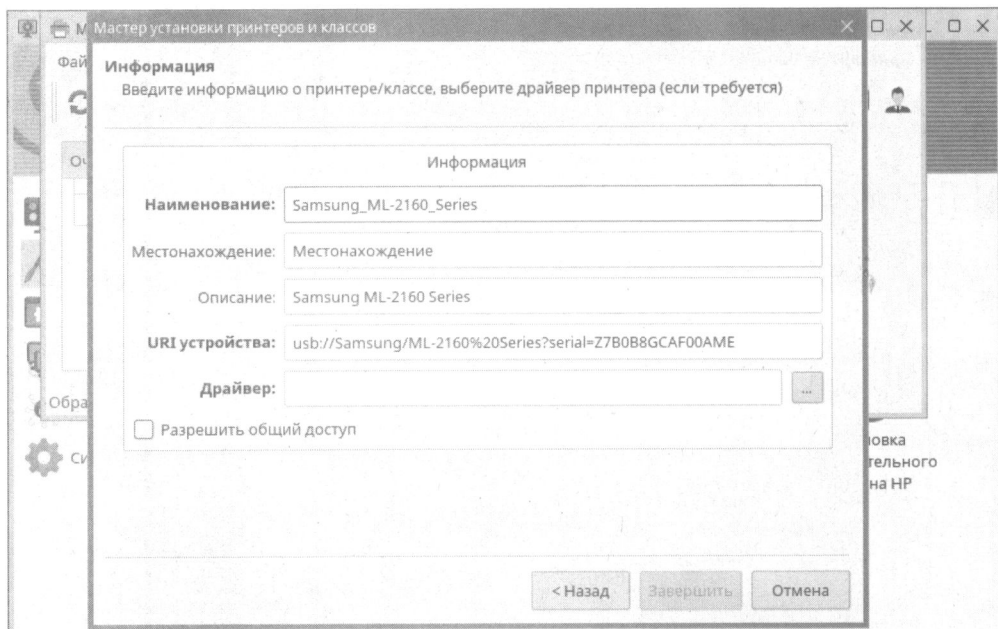 Мастер установки принтеров и классов
Фай
Информация
Введите информацию о принтере/классе, выберите драйвер принтера (если требуется)
Оч
Информация
Наименование: Samsung_ML-2160_Series
Местонахождение: Местонахождение
Описание: Samsung ML-2160 Series
URI устройства: usb://Samsung/ML-2160%20Series?serial=Z7B0B8GCAF00AME
Драйвер: ...
Обра
Разрешить общий доступ
Си
новка
тельного
на HP
< Назад Завершить Отмена